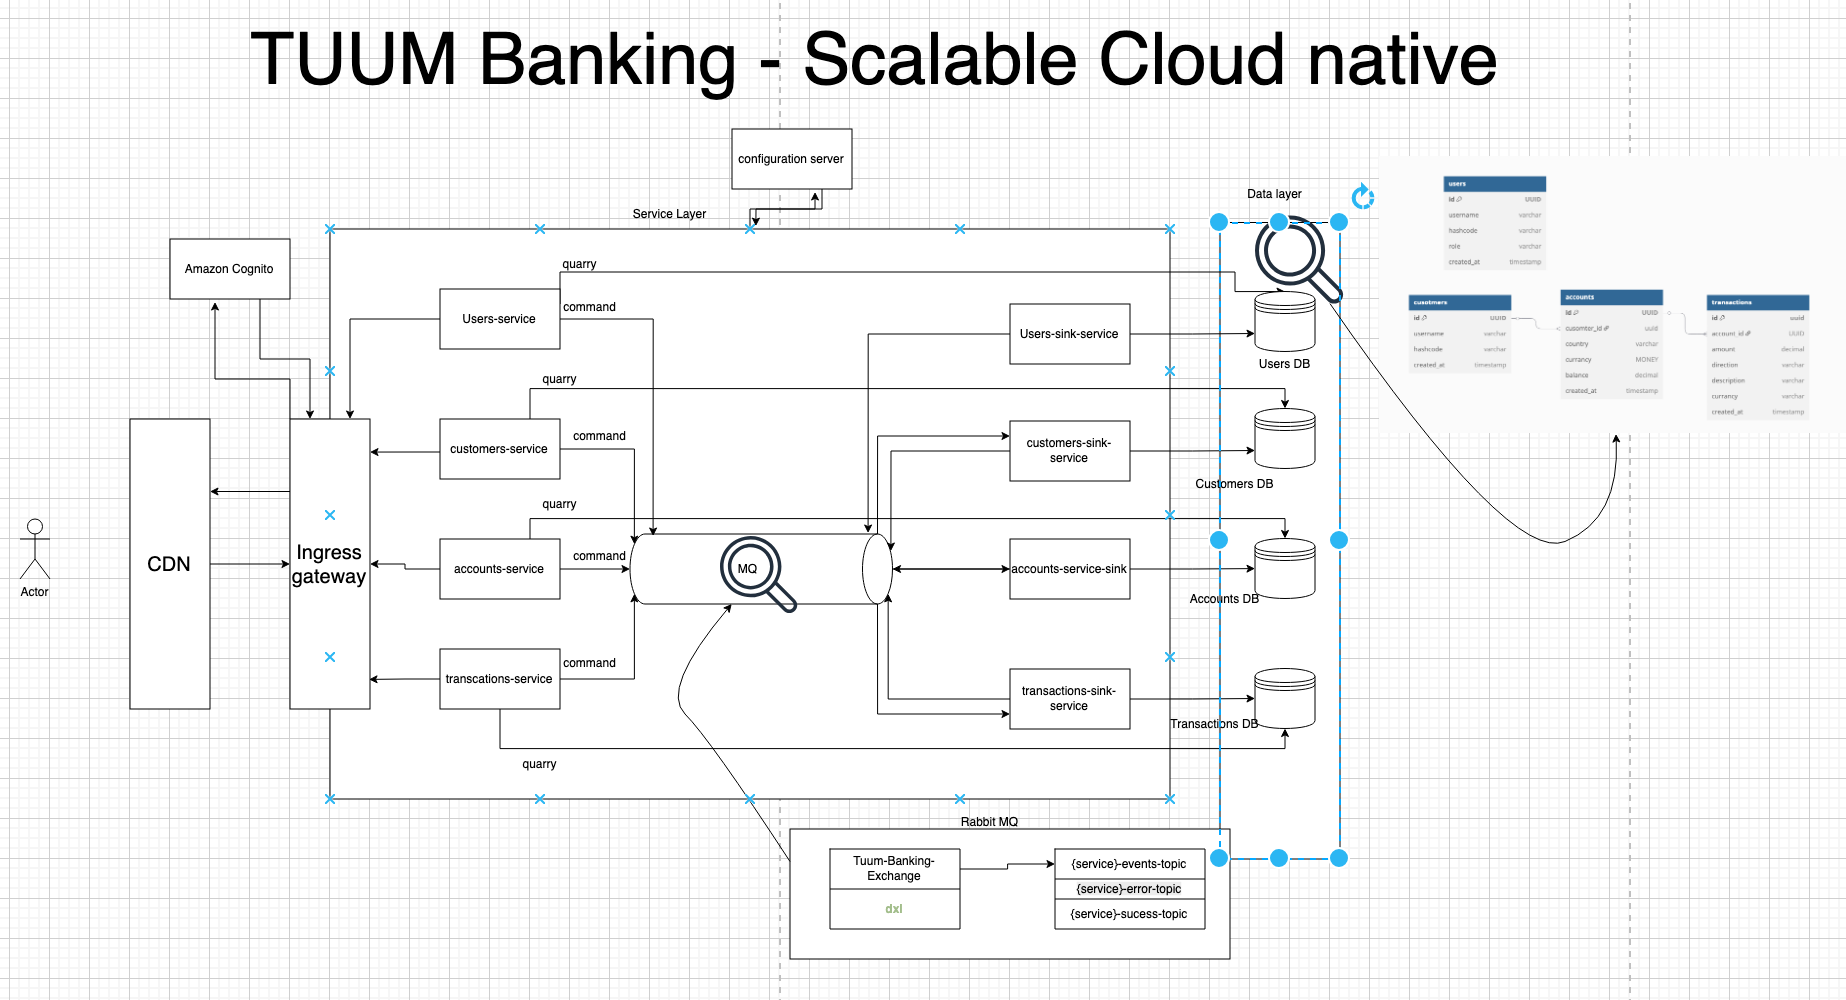 TUUM Banking - Scalable Cloud native
configuration server
Service Layer
Data layer
Amazon Cognito
quarry
Users-service
command
Users-sink-service
Users DB
quarry
customers-service
command
customers-sink-
service
Customers DB
CDN
Ingress
gateway
Actor
quarry
accounts-service
command
MQ
accounts-service-sink
Accounts DB
command
transcations-service
transactions-sink-
service
Transactions DB
quarry
Rabbit MQ
Tuum-Banking-
Exchange
dxl
{service}-events-topic
{service}-error-topic
{service}-sucess-topic
users
id UUID
username varchar
hashcode varchar
role varchar
created_at timestamp
cusotmers
id UUID
username varchar
hashcode varchar
created_at timestamp
accounts
id UUID
cusomter_id uuid
country varchar
currancy MONEY
balance decimal
created_at timestamp
transactions
id uuid
account_id UUID
amount decimal
direction varchar
description varchar
currancy varchar
created_at timestamp